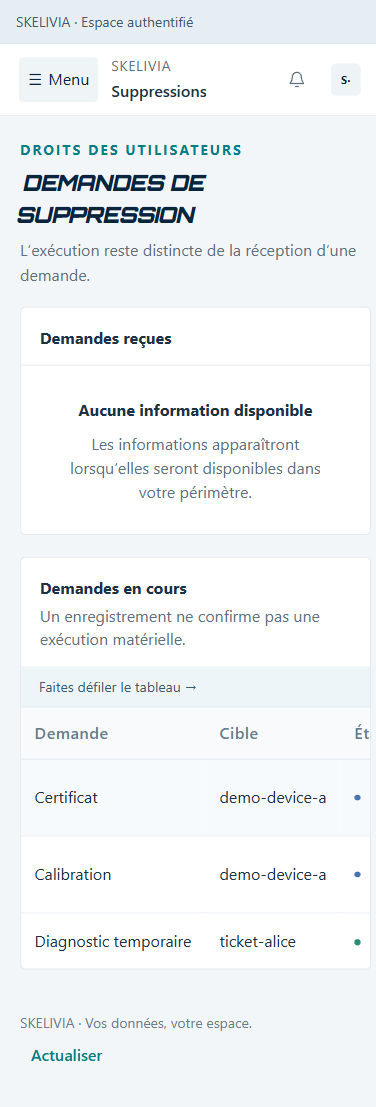 SKELIVIA · Espace authentifié
☰ Menu
SKELIVIA
Suppressions
S·
DROITS DES UTILISATEURS
DEMANDES DE
SUPPRESSION
L’exécution reste distincte de la réception d’une
demande.
Demandes reçues
Aucune information disponible
Les informations apparaîtront
lorsqu’elles seront disponibles dans
votre périmètre.
Demandes en cours
Un enregistrement ne confirme pas une
exécution matérielle.
Faites défiler le tableau →
Demande Cible Ét
Certificat demo-device-a
Calibration demo-device-a
Diagnostic temporaire ticket-alice
SKELIVIA · Vos données, votre espace.
Actualiser